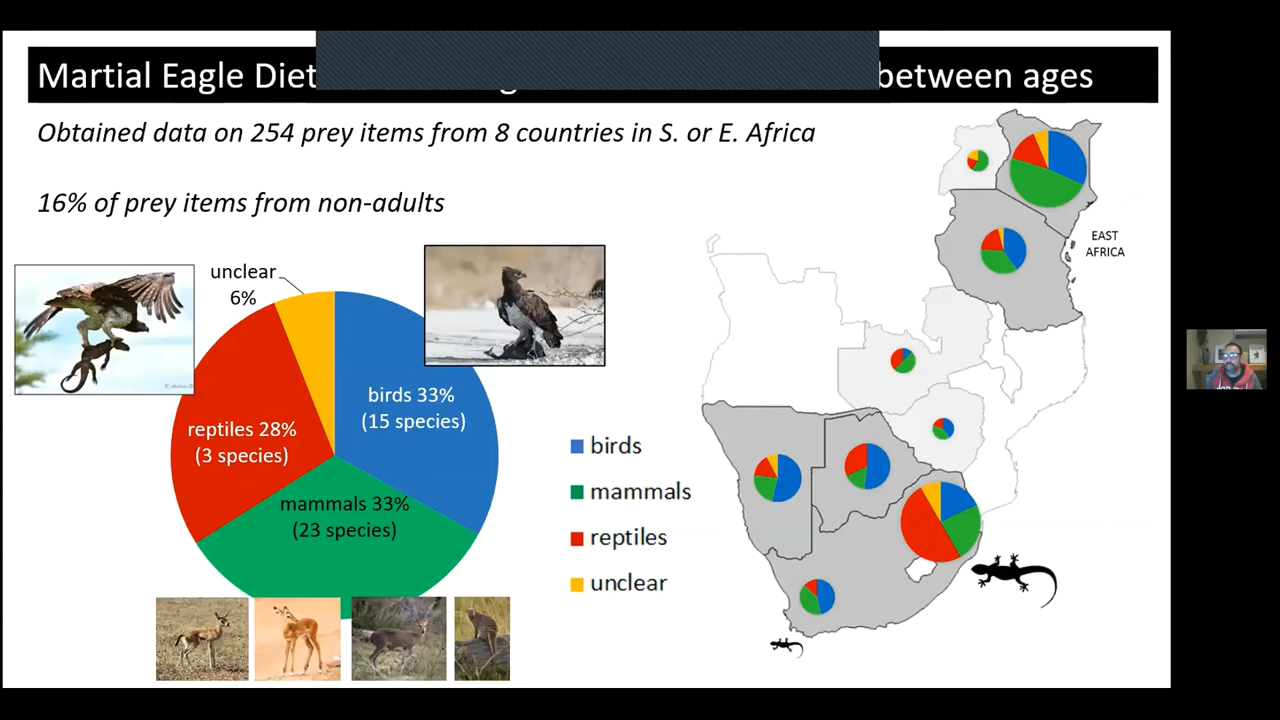 Martial Eagle Diet between ages
Obtained data on 254 prey items from 8 countries in S. or E. Africa
16% of prey items from non-adults
unclear
6%
birds 33%
(15 species)
reptiles 28%
(3 species)
mammals 33%
(23 species)
birds
mammals
reptiles
unclear
EAST
AFRICA